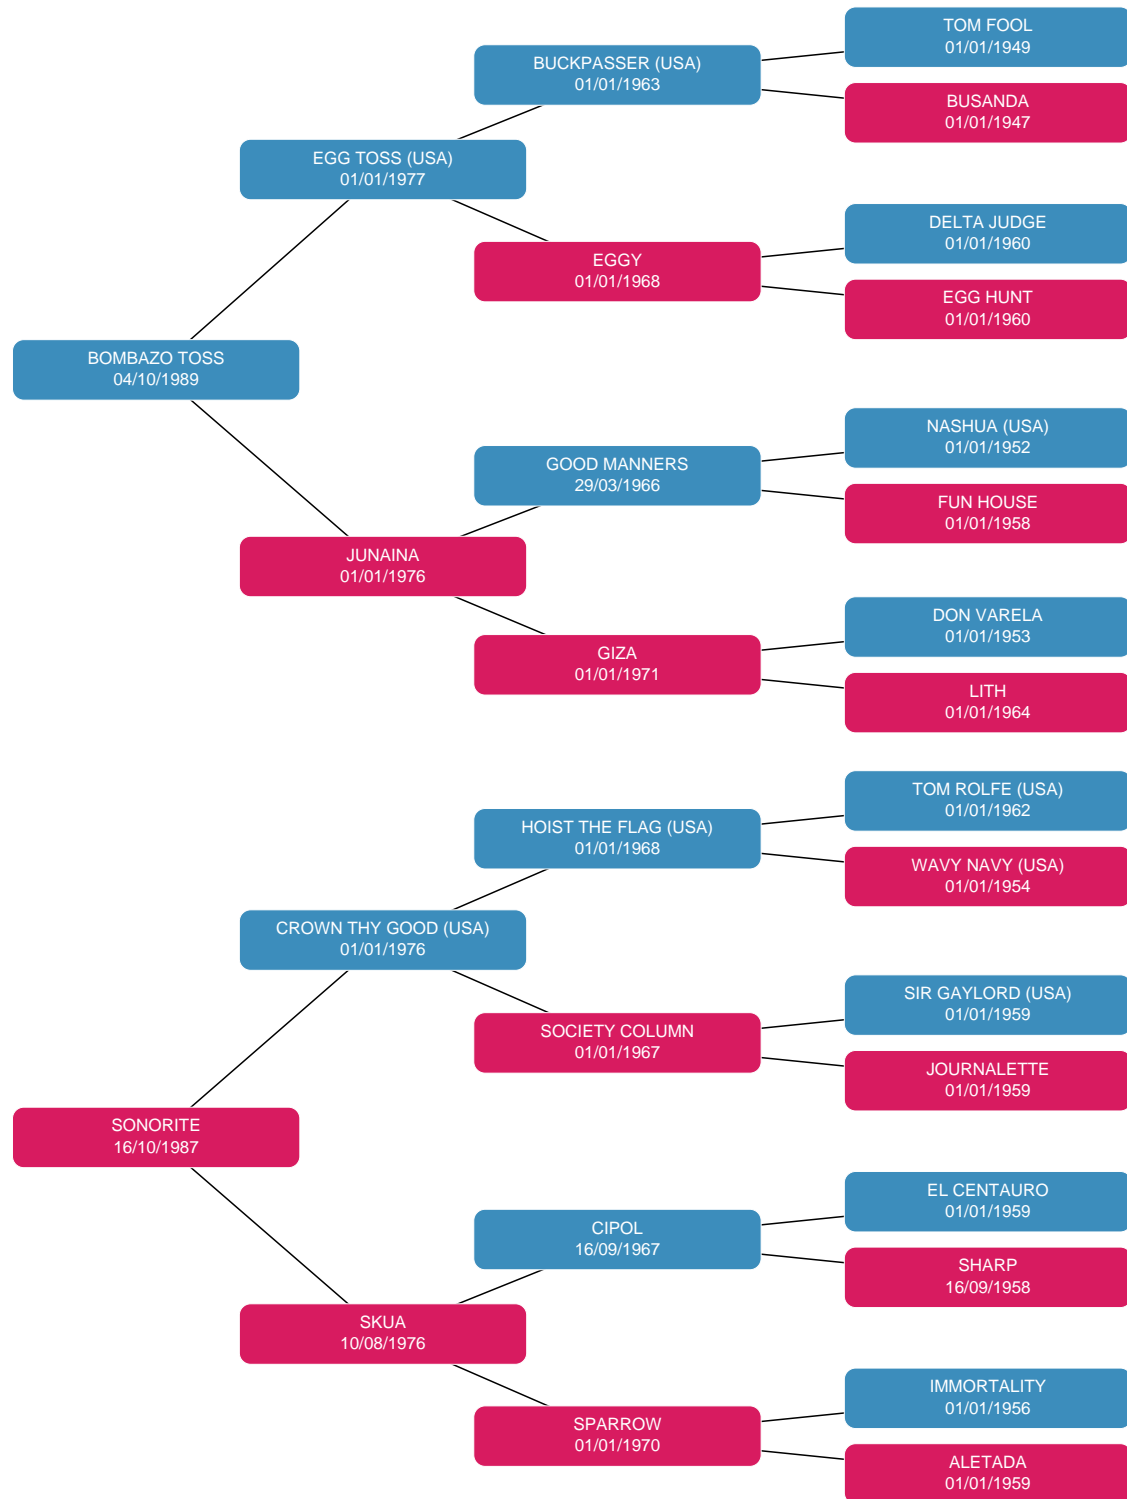 TOM FOOL
01/01/1949
BUCKPASSER (USA)
01/01/1963
BUSANDA
01/01/1947
EGG TOSS (USA)
01/01/1977
DELTA JUDGE
01/01/1960
EGGY
01/01/1968
EGG HUNT
01/01/1960
BOMBAZO TOSS
04/10/1989
NASHUA (USA)
01/01/1952
GOOD MANNERS
29/03/1966
FUN HOUSE
01/01/1958
JUNAINA
01/01/1976
DON VARELA
01/01/1953
GIZA
01/01/1971
LITH
01/01/1964
TOM ROLFE (USA)
01/01/1962
HOIST THE FLAG (USA)
01/01/1968
WAVY NAVY (USA)
01/01/1954
CROWN THY GOOD (USA)
01/01/1976
SIR GAYLORD (USA)
01/01/1959
SOCIETY COLUMN
01/01/1967
JOURNALETTE
01/01/1959
SONORITE
16/10/1987
EL CENTAURO
01/01/1959
CIPOL
16/09/1967
SHARP
16/09/1958
SKUA
10/08/1976
IMMORTALITY
01/01/1956
SPARROW
01/01/1970
ALETADA
01/01/1959